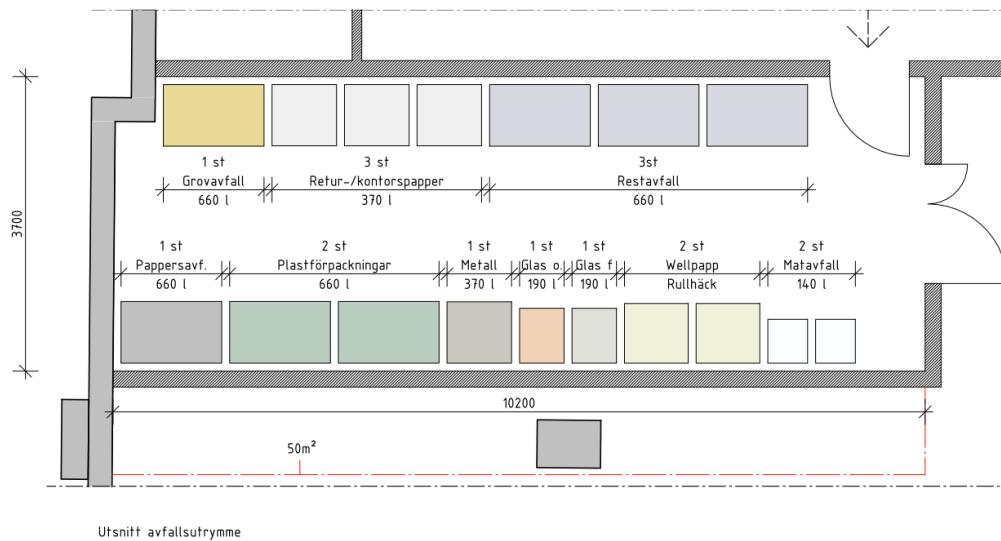 1 st
Grovavfall
660 l
3 st
Retur-/kontorspapper
370 l
3st
Restavfall
660 l
3700
1 st
Pappersavf.
660 l
2 st
Plastförpackningar
660 l
1 st
Metall
370 l
1 st
Glas o.
190 l
1 st
Glas f
190 l
2 st
Wellpapp
Rullhäck
2 st
Matavfall
140 l
10200
50m²
Utsnitt avfallsutrymme